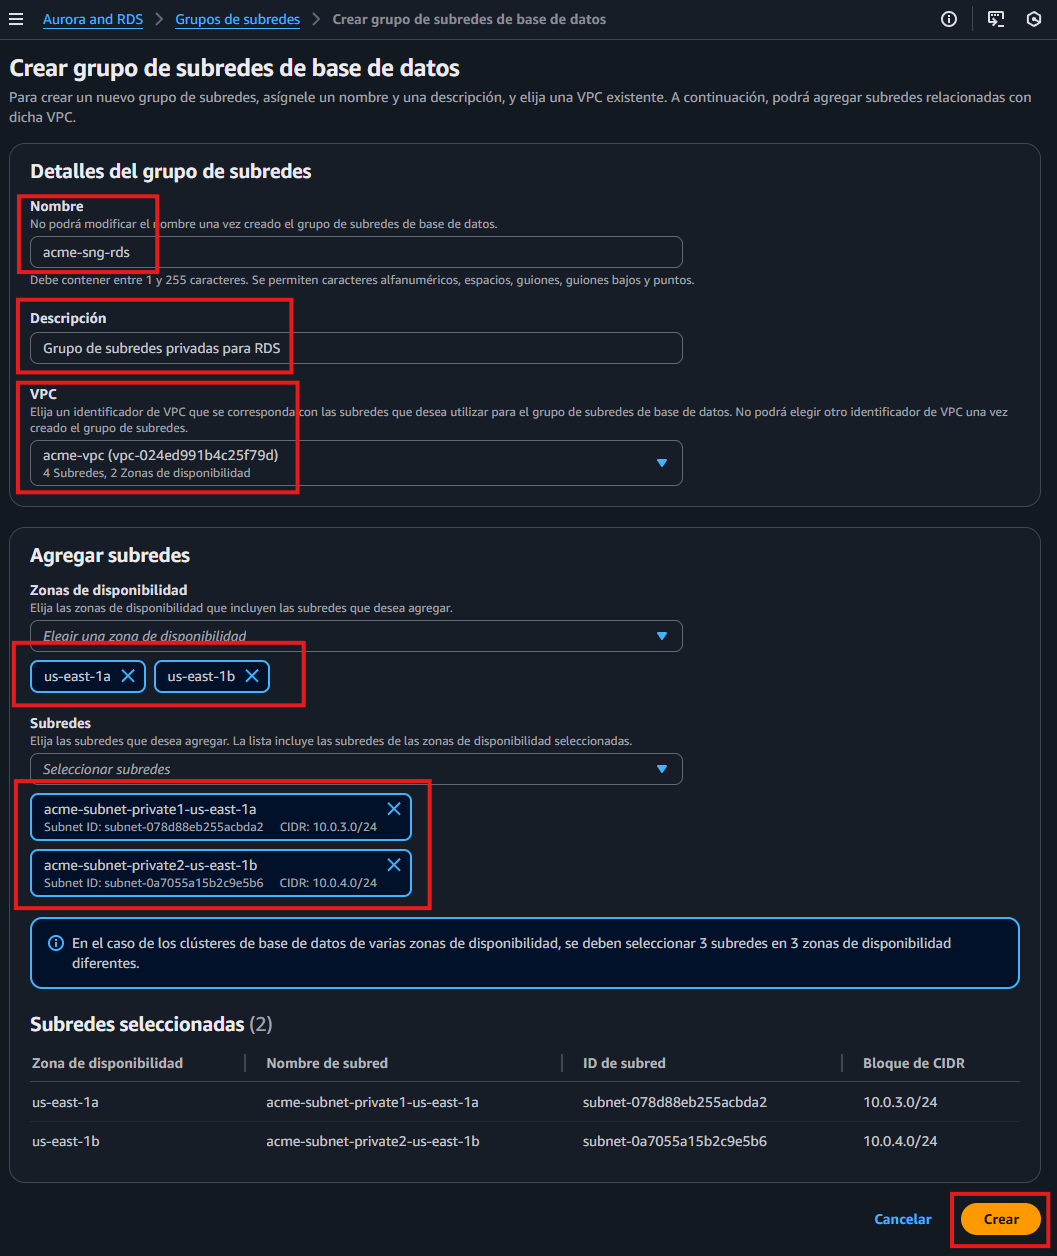 Aurora and RDS > Grupos de subredes > Crear grupo de subredes de base de datos
Crear grupo de subredes de base de datos
Para crear un nuevo grupo de subredes, asígnele un nombre y una descripción, y elija una VPC existente. A continuación, podrá agregar subredes relacionadas con
dicha VPC.
Detalles del grupo de subredes
Nombre
No podrá modificar el nombre una vez creado el grupo de subredes de base de datos.
acme-sng-rds
Debe contener entre 1 y 255 caracteres. Se permiten caracteres alfanuméricos, espacios, guiones, guiones bajos y puntos.
Descripción
Grupo de subredes privadas para RDS
VPC
Elija un identificador de VPC que se corresponda con las subredes que desea utilizar para el grupo de subredes de base de datos. No podrá elegir otro identificador de VPC una vez
creado el grupo de subredes.
acme-vpc (vpc-024ed991b4c25f79d)
4 Subredes, 2 Zonas de disponibilidad
Agregar subredes
Zonas de disponibilidad
Elija las zonas de disponibilidad que incluyen las subredes que desea agregar.
Elegir una zona de disponibilidad
us-east-1a us-east-1b
Subredes
Elija las subredes que desea agregar. La lista incluye las subredes de las zonas de disponibilidad seleccionadas.
Seleccionar subredes
acme-subnet-private1-us-east-1a
Subnet ID: subnet-078d88eb255acbda2 CIDR: 10.0.3.0/24
acme-subnet-private2-us-east-1b
Subnet ID: subnet-0a7055a15b2c9e5b6 CIDR: 10.0.4.0/24
En el caso de los clústeres de base de datos de varias zonas de disponibilidad, se deben seleccionar 3 subredes en 3 zonas de disponibilidad
diferentes.
Subredes seleccionadas (2)
Zona de disponibilidad Nombre de subred ID de subred Bloque de CIDR
us-east-1a acme-subnet-private1-us-east-1a subnet-078d88eb255acbda2 10.0.3.0/24
us-east-1b acme-subnet-private2-us-east-1b subnet-0a7055a15b2c9e5b6 10.0.4.0/24
Cancelar Crear